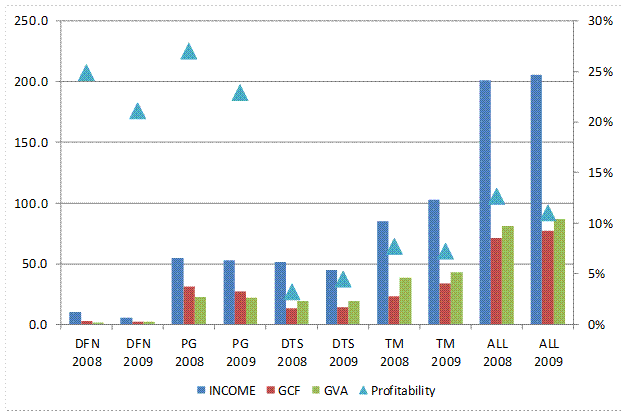 250.0
200.0
150.0
100.0
50.0
0.0
30%
25%
20%
15%
10%
5%
0%
DFN 2008
DFN 2009
PG 2008
PG 2009
DTS 2008
DTS 2009
TM 2008
TM 2009
ALL 2008
ALL 2009
INCOME GCF GVA Profitability